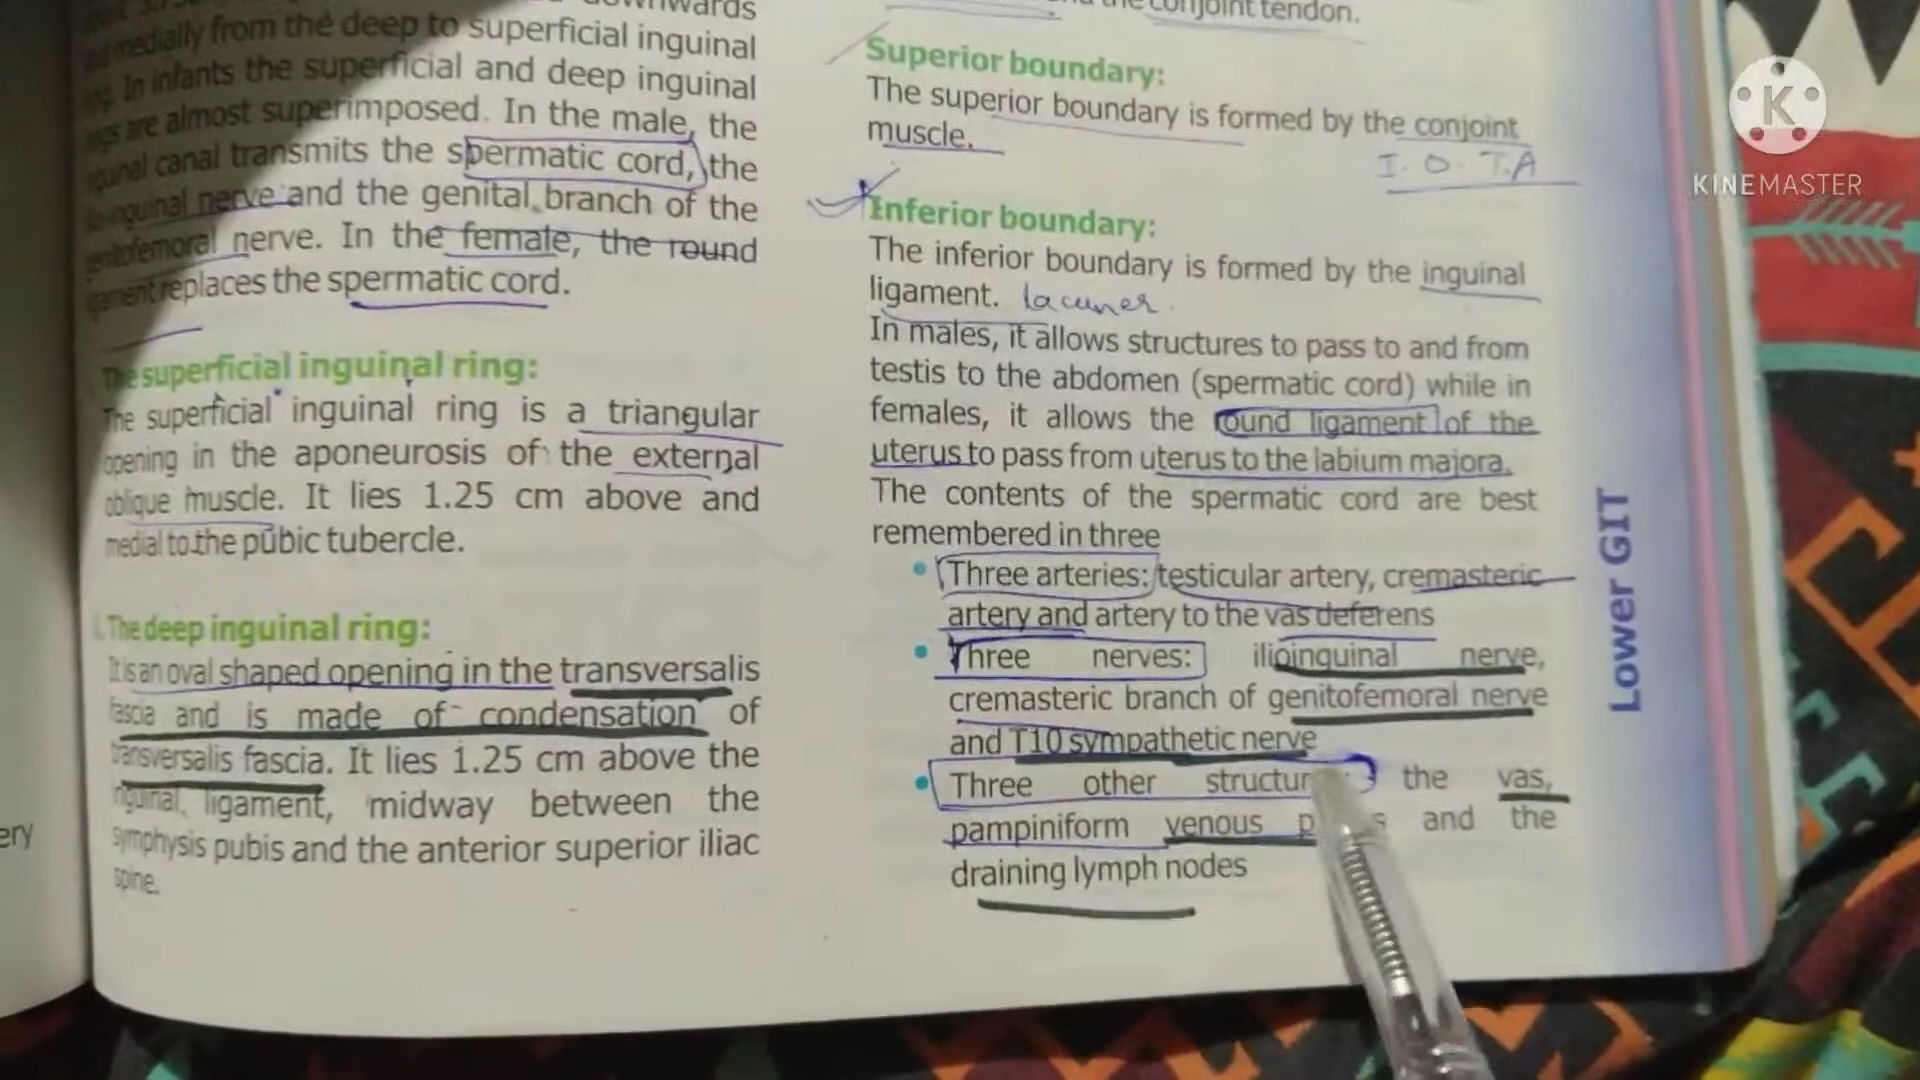 downwards
medially from the deep to superficial inguinal
In infants the superficial and deep inguinal
are almost superimposed. In the male, the
canal transmits the spermatic cord, the
inguinal nerve and the genital branch of the
genitofemoral nerve. In the female, the round
ligament replaces the spermatic cord.
The superficial inguinal ring:
The superficial inguinal ring is a triangular
opening in the aponeurosis of the external
oblique muscle. It lies 1.25 cm above and
medial to the pubic tubercle.
The deep inguinal ring:
It is an oval shaped opening in the transversalis
fascia and is made of condensation of
transversalis fascia. It lies 1.25 cm above the
inguinal ligament, midway between the
symphysis pubis and the anterior superior iliac
spine.
ery
the conjoint tendon.
Superior boundary:
The superior boundary is formed by the conjoint
muscle.
I.O. T.A
Inferior boundary:
The inferior boundary is formed by the inguinal
ligament. lacuner
In males, it allows structures to pass to and from
testis to the abdomen (spermatic cord) while in
females, it allows the round ligament of the
uterus to pass from uterus to the labium majora.
The contents of the spermatic cord are best
remembered in three
• Three arteries: testicular artery, cremasteric
artery and artery to the vas deferens
• Three nerves: ilioinguinal nerve,
cremasteric branch of genitofemoral nerve
and T10 sympathetic nerve
• Three other the vas,
pampiniform venous and the
draining lymph nodes
Lower GIT
K
KINEMASTER